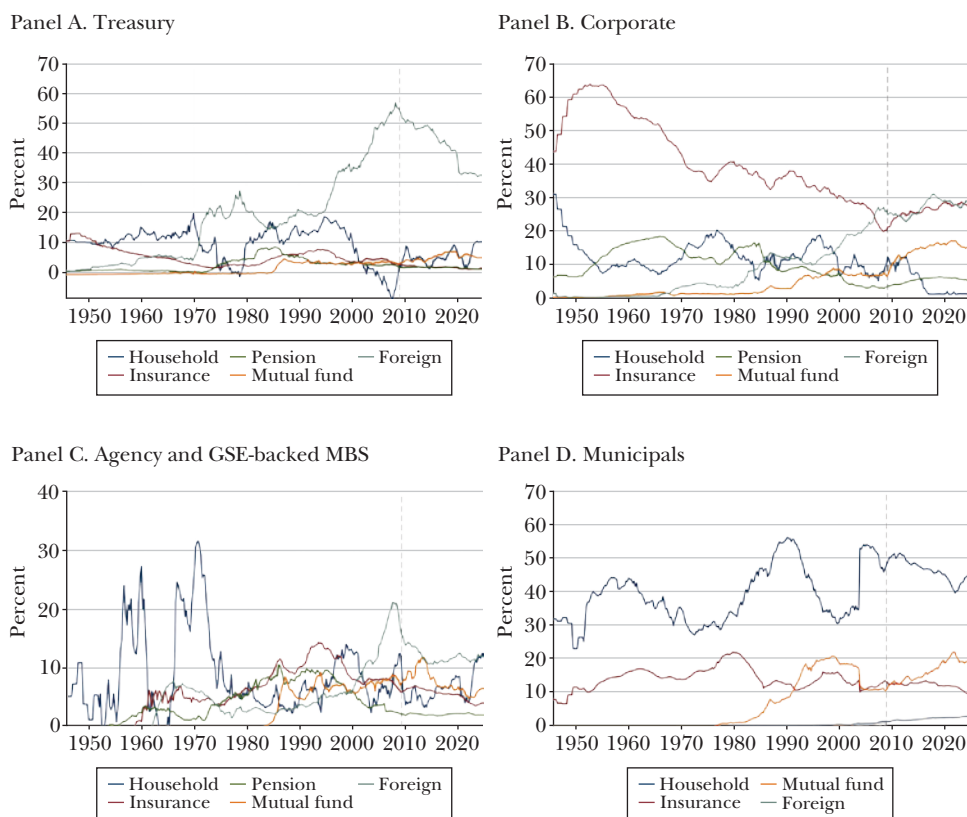 Panel A. Treasury
Percent
70
60
50
40
30
20
10
0
1950 1960 1970 1980 1990 2000 2010 2020
Household Pension Foreign
Insurance Mutual fund
Panel B. Corporate
Percent
70
60
50
40
30
20
10
0
1950 1960 1970 1980 1990 2000 2010 2020
Household Pension Foreign
Insurance Mutual fund
Panel C. Agency and GSE-backed MBS
Percent
40
30
20
10
0
1950 1960 1970 1980 1990 2000 2010 2020
Household Pension Foreign
Insurance Mutual fund
Panel D. Municipals
Percent
70
60
50
40
30
20
10
0
1950 1960 1970 1980 1990 2000 2010 2020
Household Mutual fund
Insurance Foreign